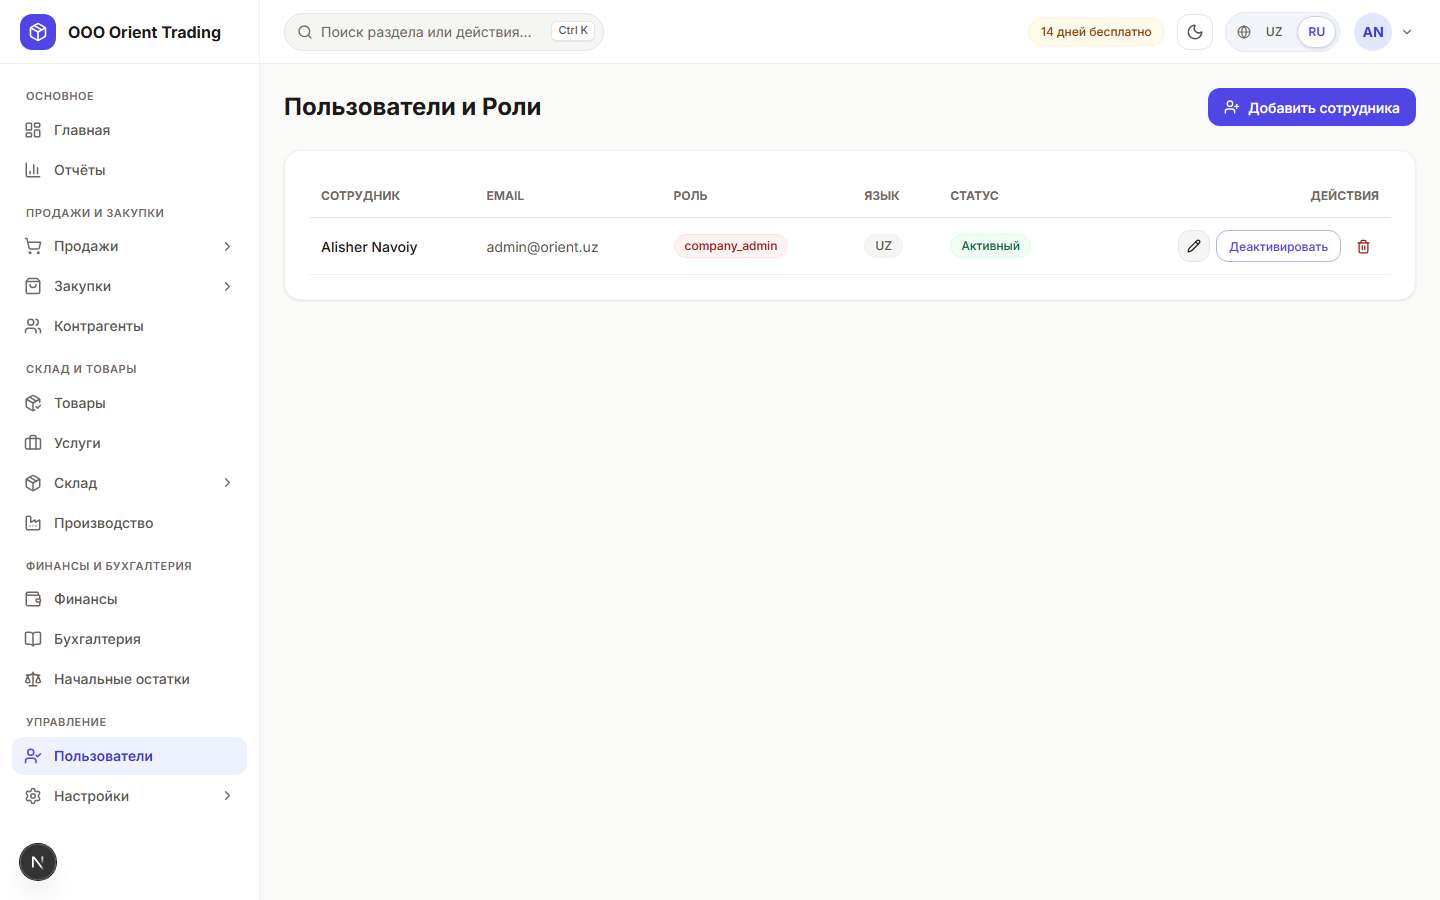 ООО Orient Trading
Поиск раздела или действия...
Ctrl K
14 дней бесплатно
UZ
RU
AN
ОСНОВНОЕ
Главная
Отчёты
ПРОДАЖИ И ЗАКУПКИ
Продажи
Закупки
Контрагенты
СКЛАД И ТОВАРЫ
Товары
Услуги
Склад
Производство
ФИНАНСЫ И БУХГАЛТЕРИЯ
Финансы
Бухгалтерия
Начальные остатки
УПРАВЛЕНИЕ
Пользователи
Настройки
N
Пользователи и Роли
Добавить сотрудника
СОТРУДНИК EMAIL РОЛЬ ЯЗЫК СТАТУС ДЕЙСТВИЯ
Alisher Navoiy admin@orient.uz company_admin UZ Активный Деактивировать